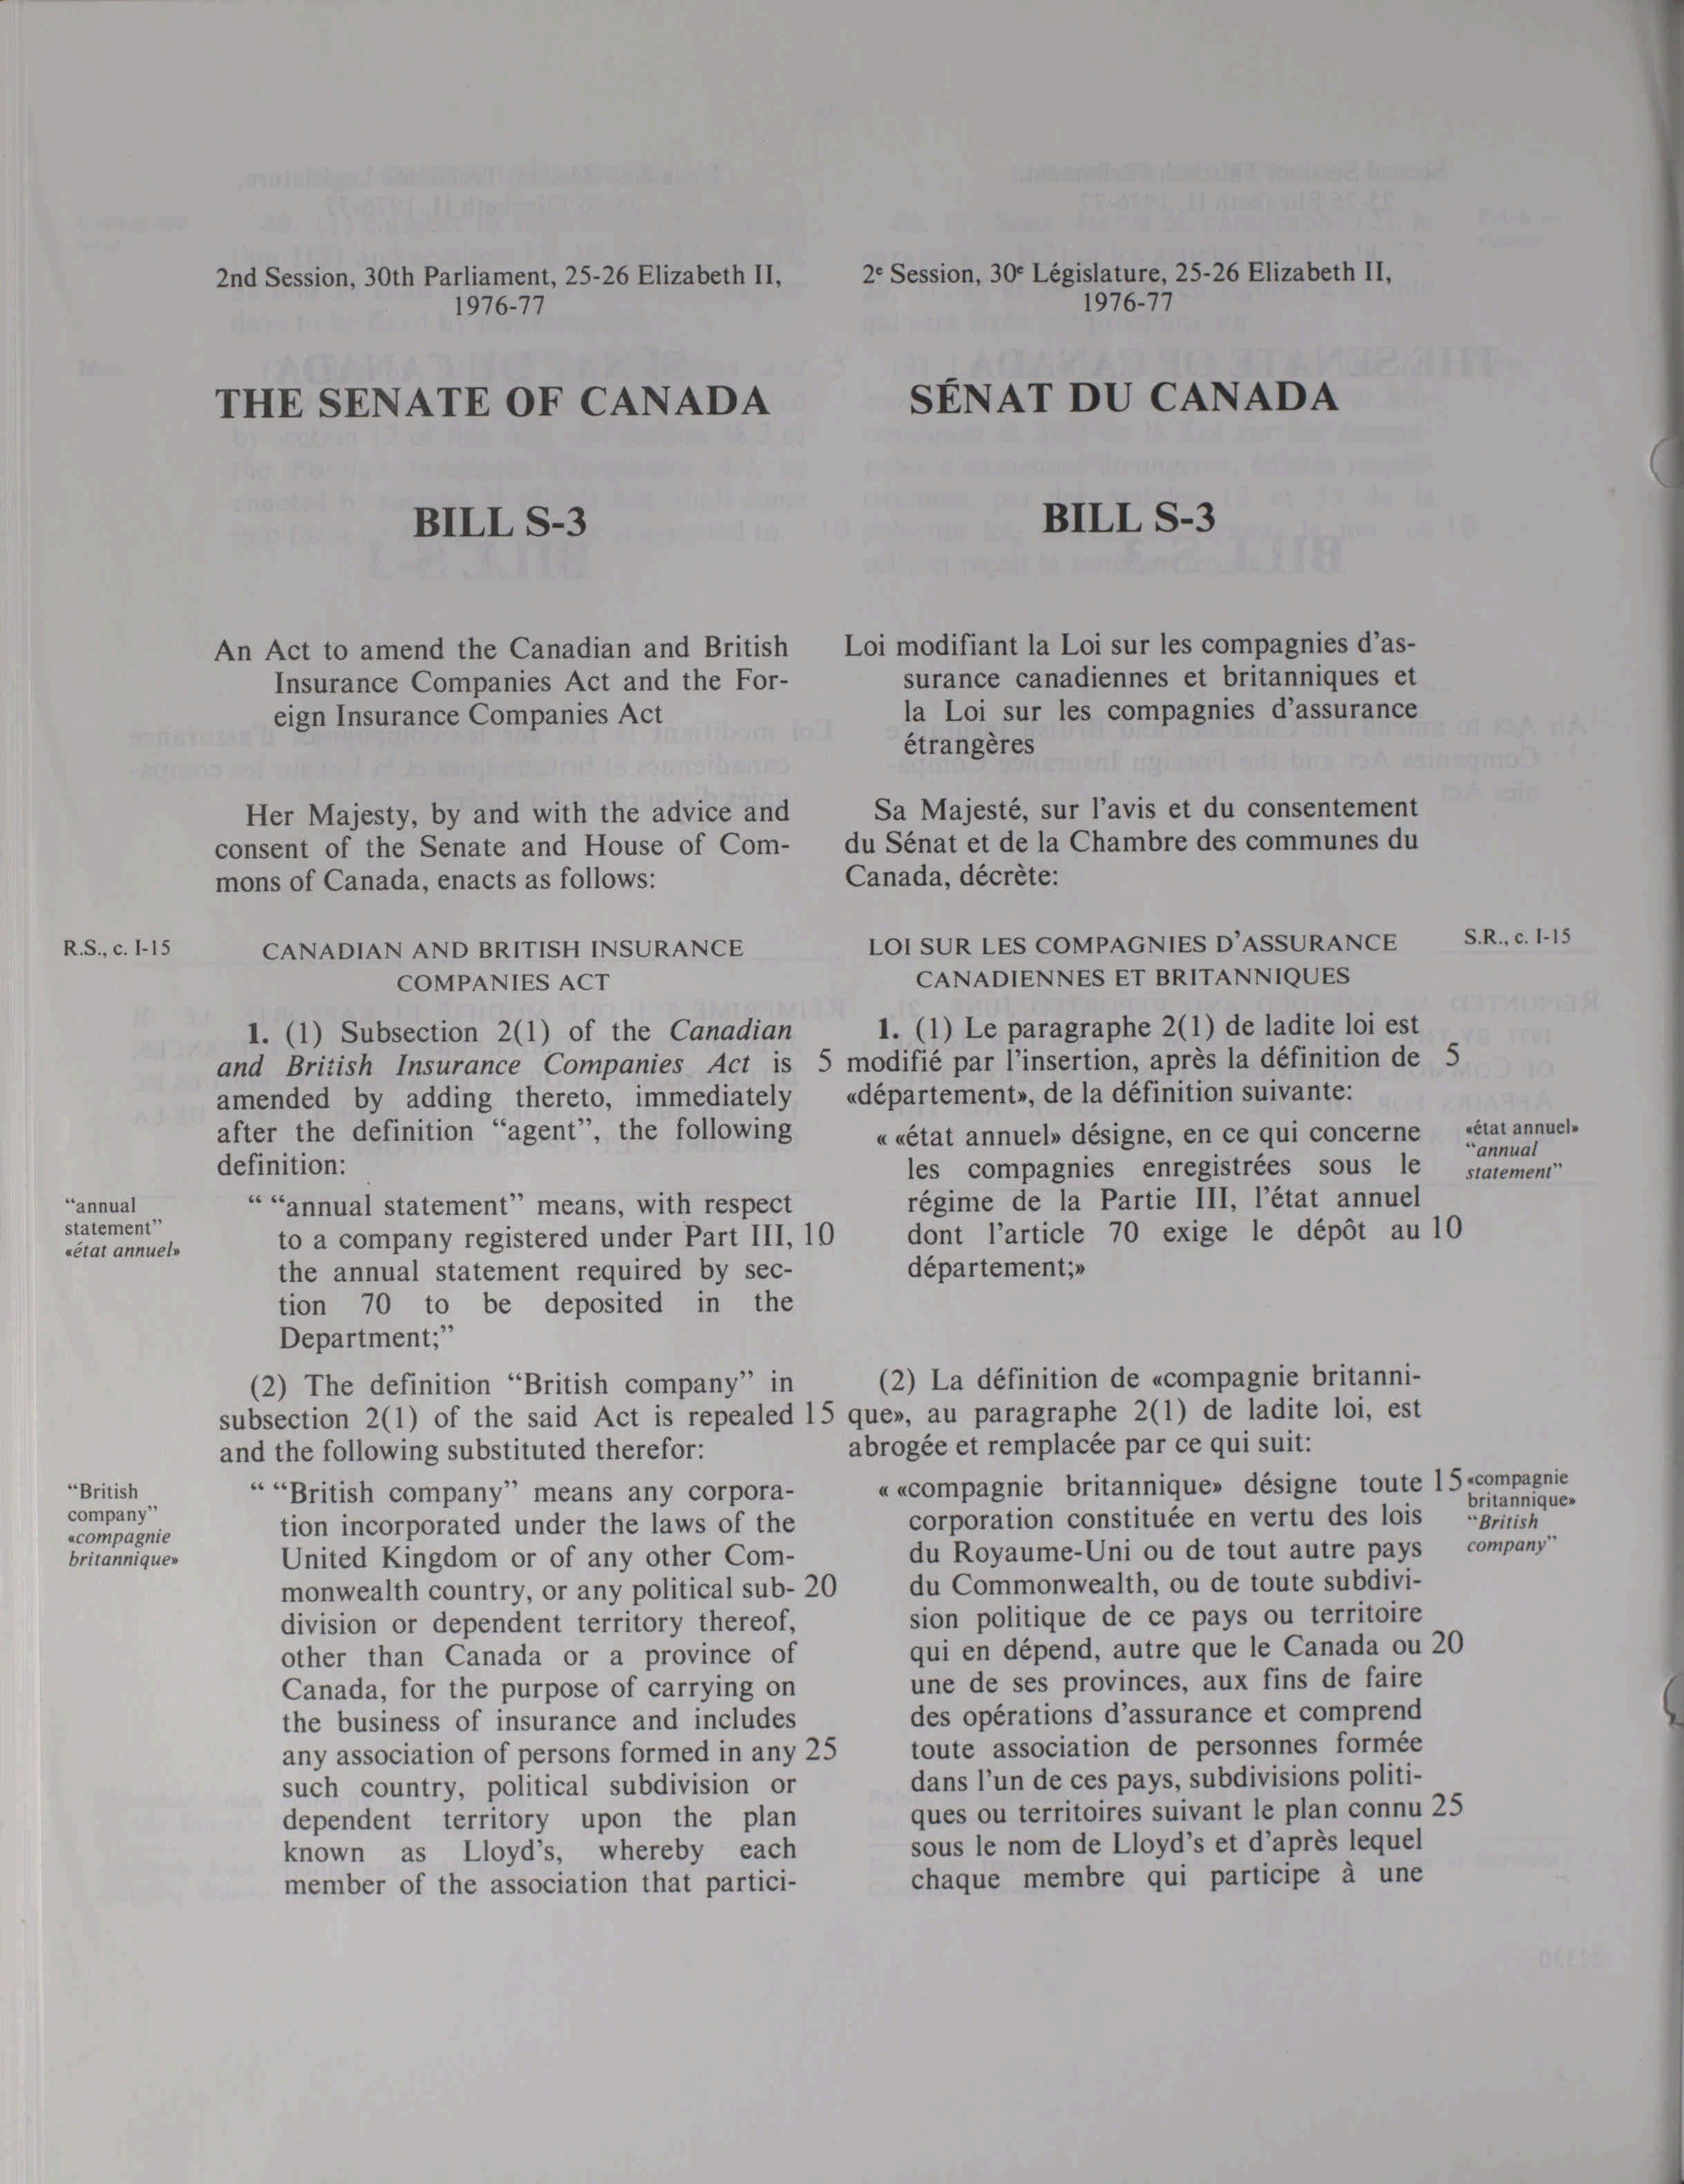 2nd Session, 30th Parliament, 25-26 Elizabeth II,
1976-77
THE SENATE OF CANADA
BILL S-3
An Act to amend the Canadian and British
Insurance Companies Act and the For-
eign Insurance Companies Act
Her Majesty, by and with the advice and
consent of the Senate and House of Com-
mons of Canada, enacts as follows:
R.S., c. I-15
CANADIAN AND BRITISH INSURANCE
COMPANIES ACT
1. (1) Subsection 2(1) of the Canadian
and British Insurance Companies Act is 5
amended by adding thereto, immediately
after the definition “agent”, the following
definition:
“annual
statement”
«état annuel»
“ “annual statement” means, with respect
to a company registered under Part III, 10
the annual statement required by sec-
tion 70 to be deposited in the
Department;”
(2) The definition “British company” in
subsection 2(1) of the said Act is repealed 15
and the following substituted therefor:
“British
company”
«compagnie
britannique»
“ “British company” means any corpora-
tion incorporated under the laws of the
United Kingdom or of any other Com-
monwealth country, or any political sub- 20
division or dependent territory thereof,
other than Canada or a province of
Canada, for the purpose of carrying on
the business of insurance and includes
any association of persons formed in any 25
such country, political subdivision or
dependent territory upon the plan
known as Lloyd’s, whereby each
member of the association that partici-
2e Session, 30e Législature, 25-26 Elizabeth II,
1976-77
SÉNAT DU CANADA
BILL S-3
Loi modifiant la Loi sur les compagnies d’as-
surance canadiennes et britanniques et
la Loi sur les compagnies d’assurance
étrangères
Sa Majesté, sur l’avis et du consentement
du Sénat et de la Chambre des communes du
Canada, décrète:
LOI SUR LES COMPAGNIES D’ASSURANCE
CANADIENNES ET BRITANNIQUES
S.R., c. I-15
1. (1) Le paragraphe 2(1) de ladite loi est
modifié par l’insertion, après la définition de 5
«département», de la définition suivante:
« «état annuel» désigne, en ce qui concerne
les compagnies enregistrées sous le
régime de la Partie III, l’état annuel
dont l’article 70 exige le dépôt au 10
département;»
«état annuel»
“annual
statement”
(2) La définition de «compagnie britanni-
que», au paragraphe 2(1) de ladite loi, est
abrogée et remplacée par ce qui suit:
« «compagnie britannique» désigne toute 15
corporation constituée en vertu des lois
du Royaume-Uni ou de tout autre pays
du Commonwealth, ou de toute subdivi-
sion politique de ce pays ou territoire
qui en dépend, autre que le Canada ou 20
une de ses provinces, aux fins de faire
des opérations d’assurance et comprend
toute association de personnes formée
dans l’un de ces pays, subdivisions politi-
ques ou territoires suivant le plan connu 25
sous le nom de Lloyd’s et d’après lequel
chaque membre qui participe à une
«compagnie
britannique»
“British
company”